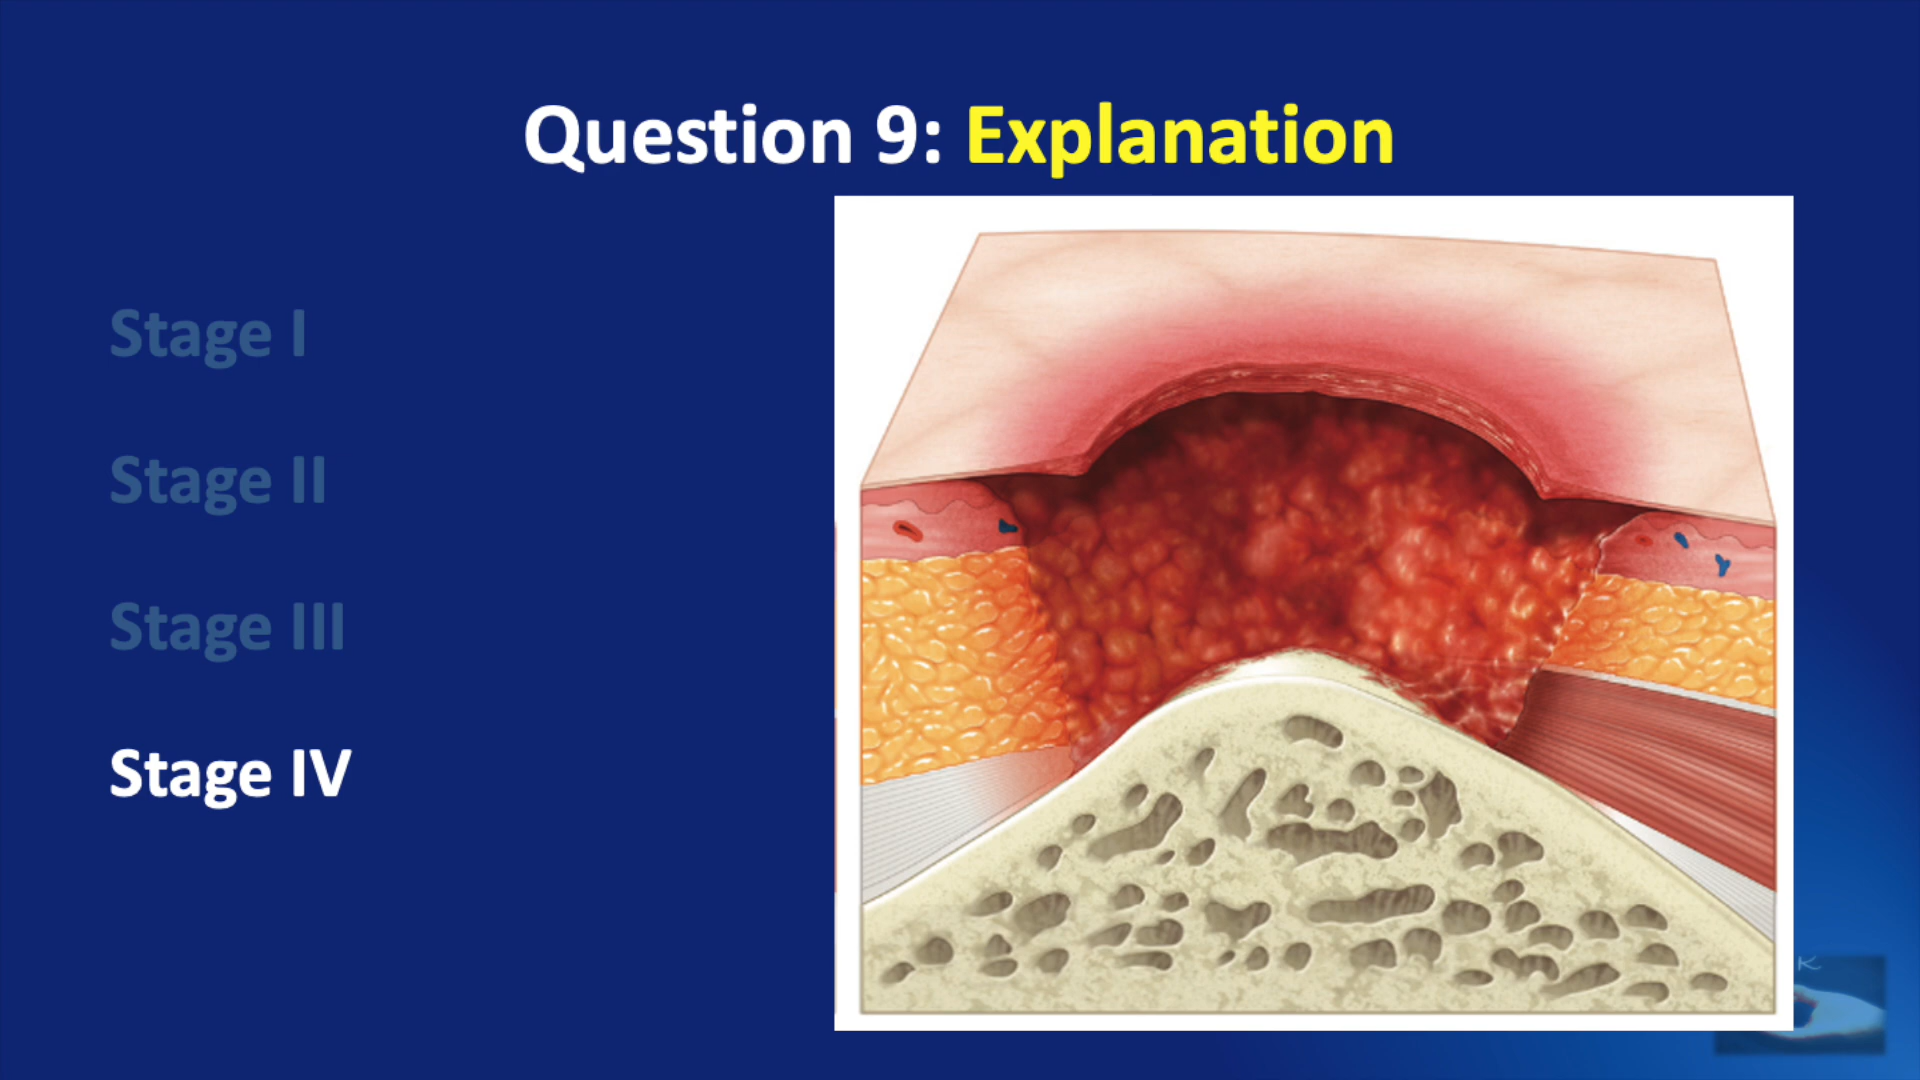 Question 9: Explanation
Stage I
Stage II
Stage III
Stage IV
K